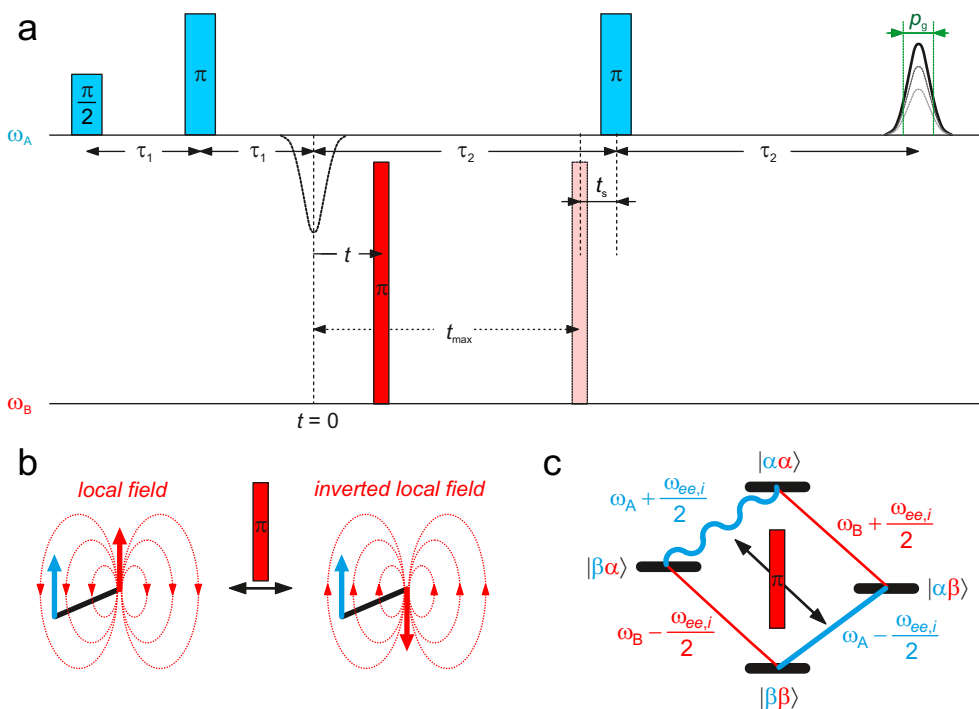 a
p_g
π/2
π
π
ω_A
τ_1
τ_1
τ_2
τ_2
t_s
t
π
t_max
ω_B
t = 0
b
local field
π
inverted local field
c
|αα⟩
ω_A + ω_ee,i/2
ω_B + ω_ee,i/2
|βα⟩
π
|αβ⟩
ω_B − ω_ee,i/2
ω_A − ω_ee,i/2
|ββ⟩